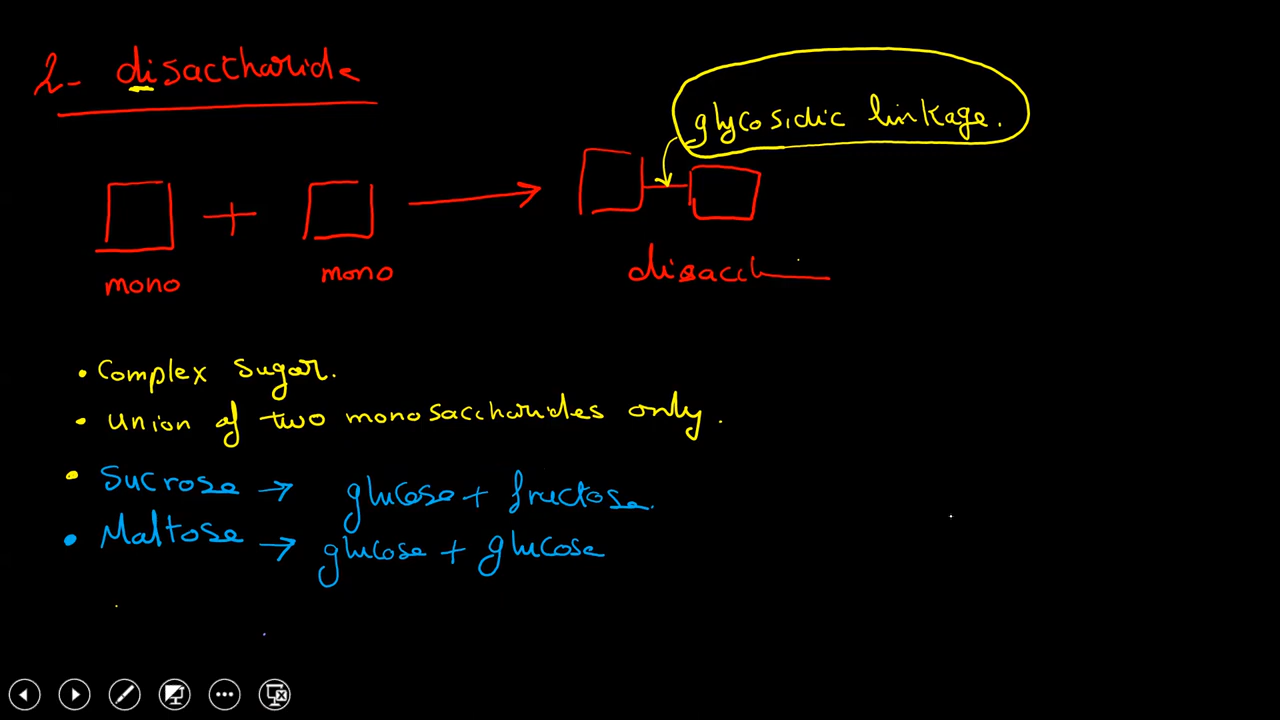 2- disaccharide
glycosidic linkage.
+
mono mono disacch
• Complex sugar.
• Union of two monosaccharides only.
• Sucrose → glucose + fructose.
• Maltose → glucose + glucose